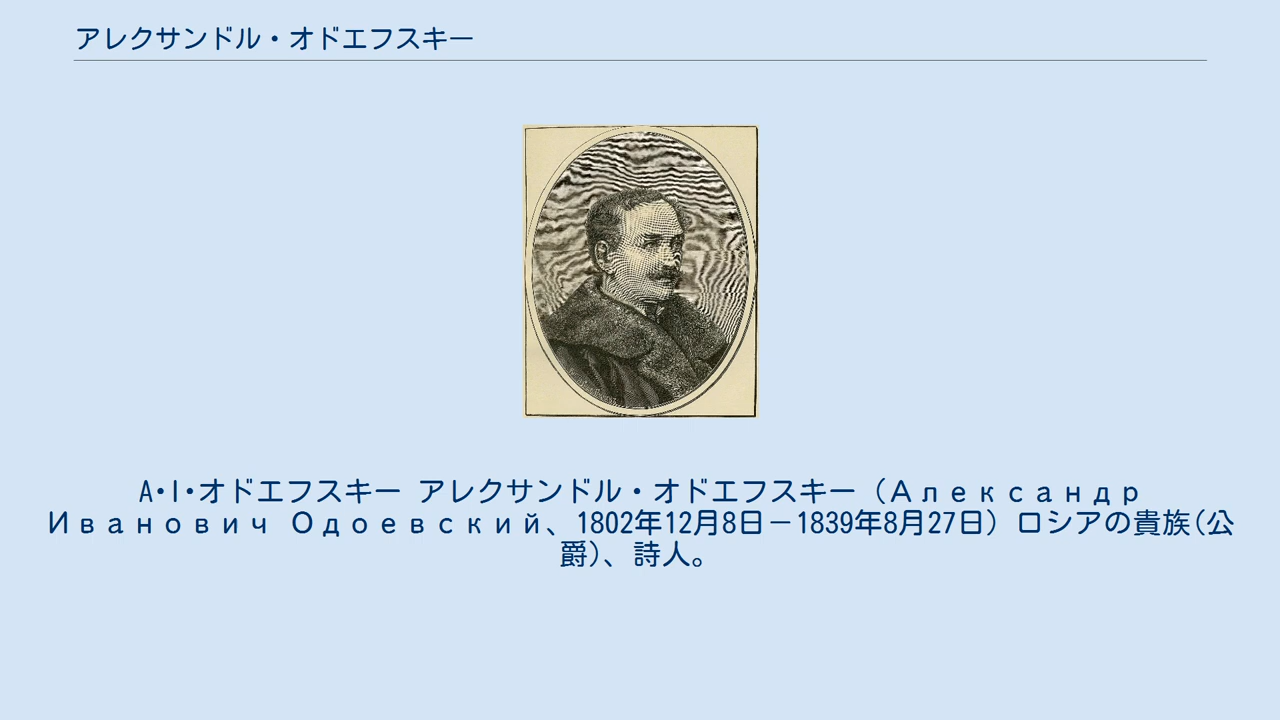 アレクサンドル・オドエフスキー
A･I･オドエフスキー アレクサンドル・オドエフスキー（Александр
Иванович Одоевский、1802年12月8日－1839年8月27日）ロシアの貴族(公
爵)、詩人。